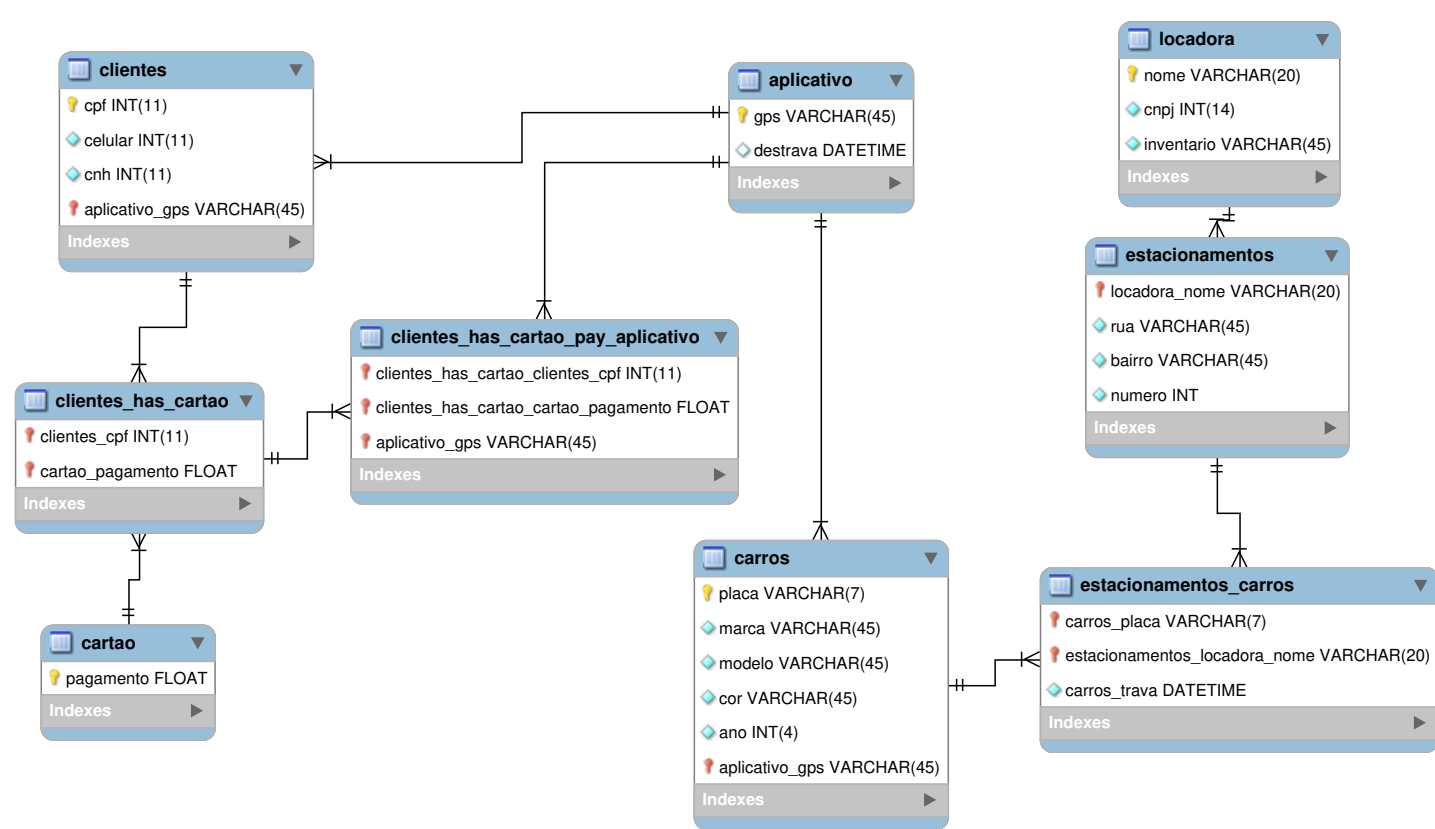 clientes
cpf INT(11)
celular INT(11)
cnh INT(11)
aplicativo_gps VARCHAR(45)
Indexes
aplicativo
gps VARCHAR(45)
destrava DATETIME
Indexes
locadora
nome VARCHAR(20)
cnpj INT(14)
inventario VARCHAR(45)
Indexes
estacionamentos
locadora_nome VARCHAR(20)
rua VARCHAR(45)
bairro VARCHAR(45)
numero INT
Indexes
clientes_has_cartao_pay_aplicativo
clientes_has_cartao_clientes_cpf INT(11)
clientes_has_cartao_cartao_pagamento FLOAT
aplicativo_gps VARCHAR(45)
Indexes
clientes_has_cartao
clientes_cpf INT(11)
cartao_pagamento FLOAT
Indexes
cartao
pagamento FLOAT
Indexes
carros
placa VARCHAR(7)
marca VARCHAR(45)
modelo VARCHAR(45)
cor VARCHAR(45)
ano INT(4)
aplicativo_gps VARCHAR(45)
Indexes
estacionamentos_carros
carros_placa VARCHAR(7)
estacionamentos_locadora_nome VARCHAR(20)
carros_trava DATETIME
Indexes